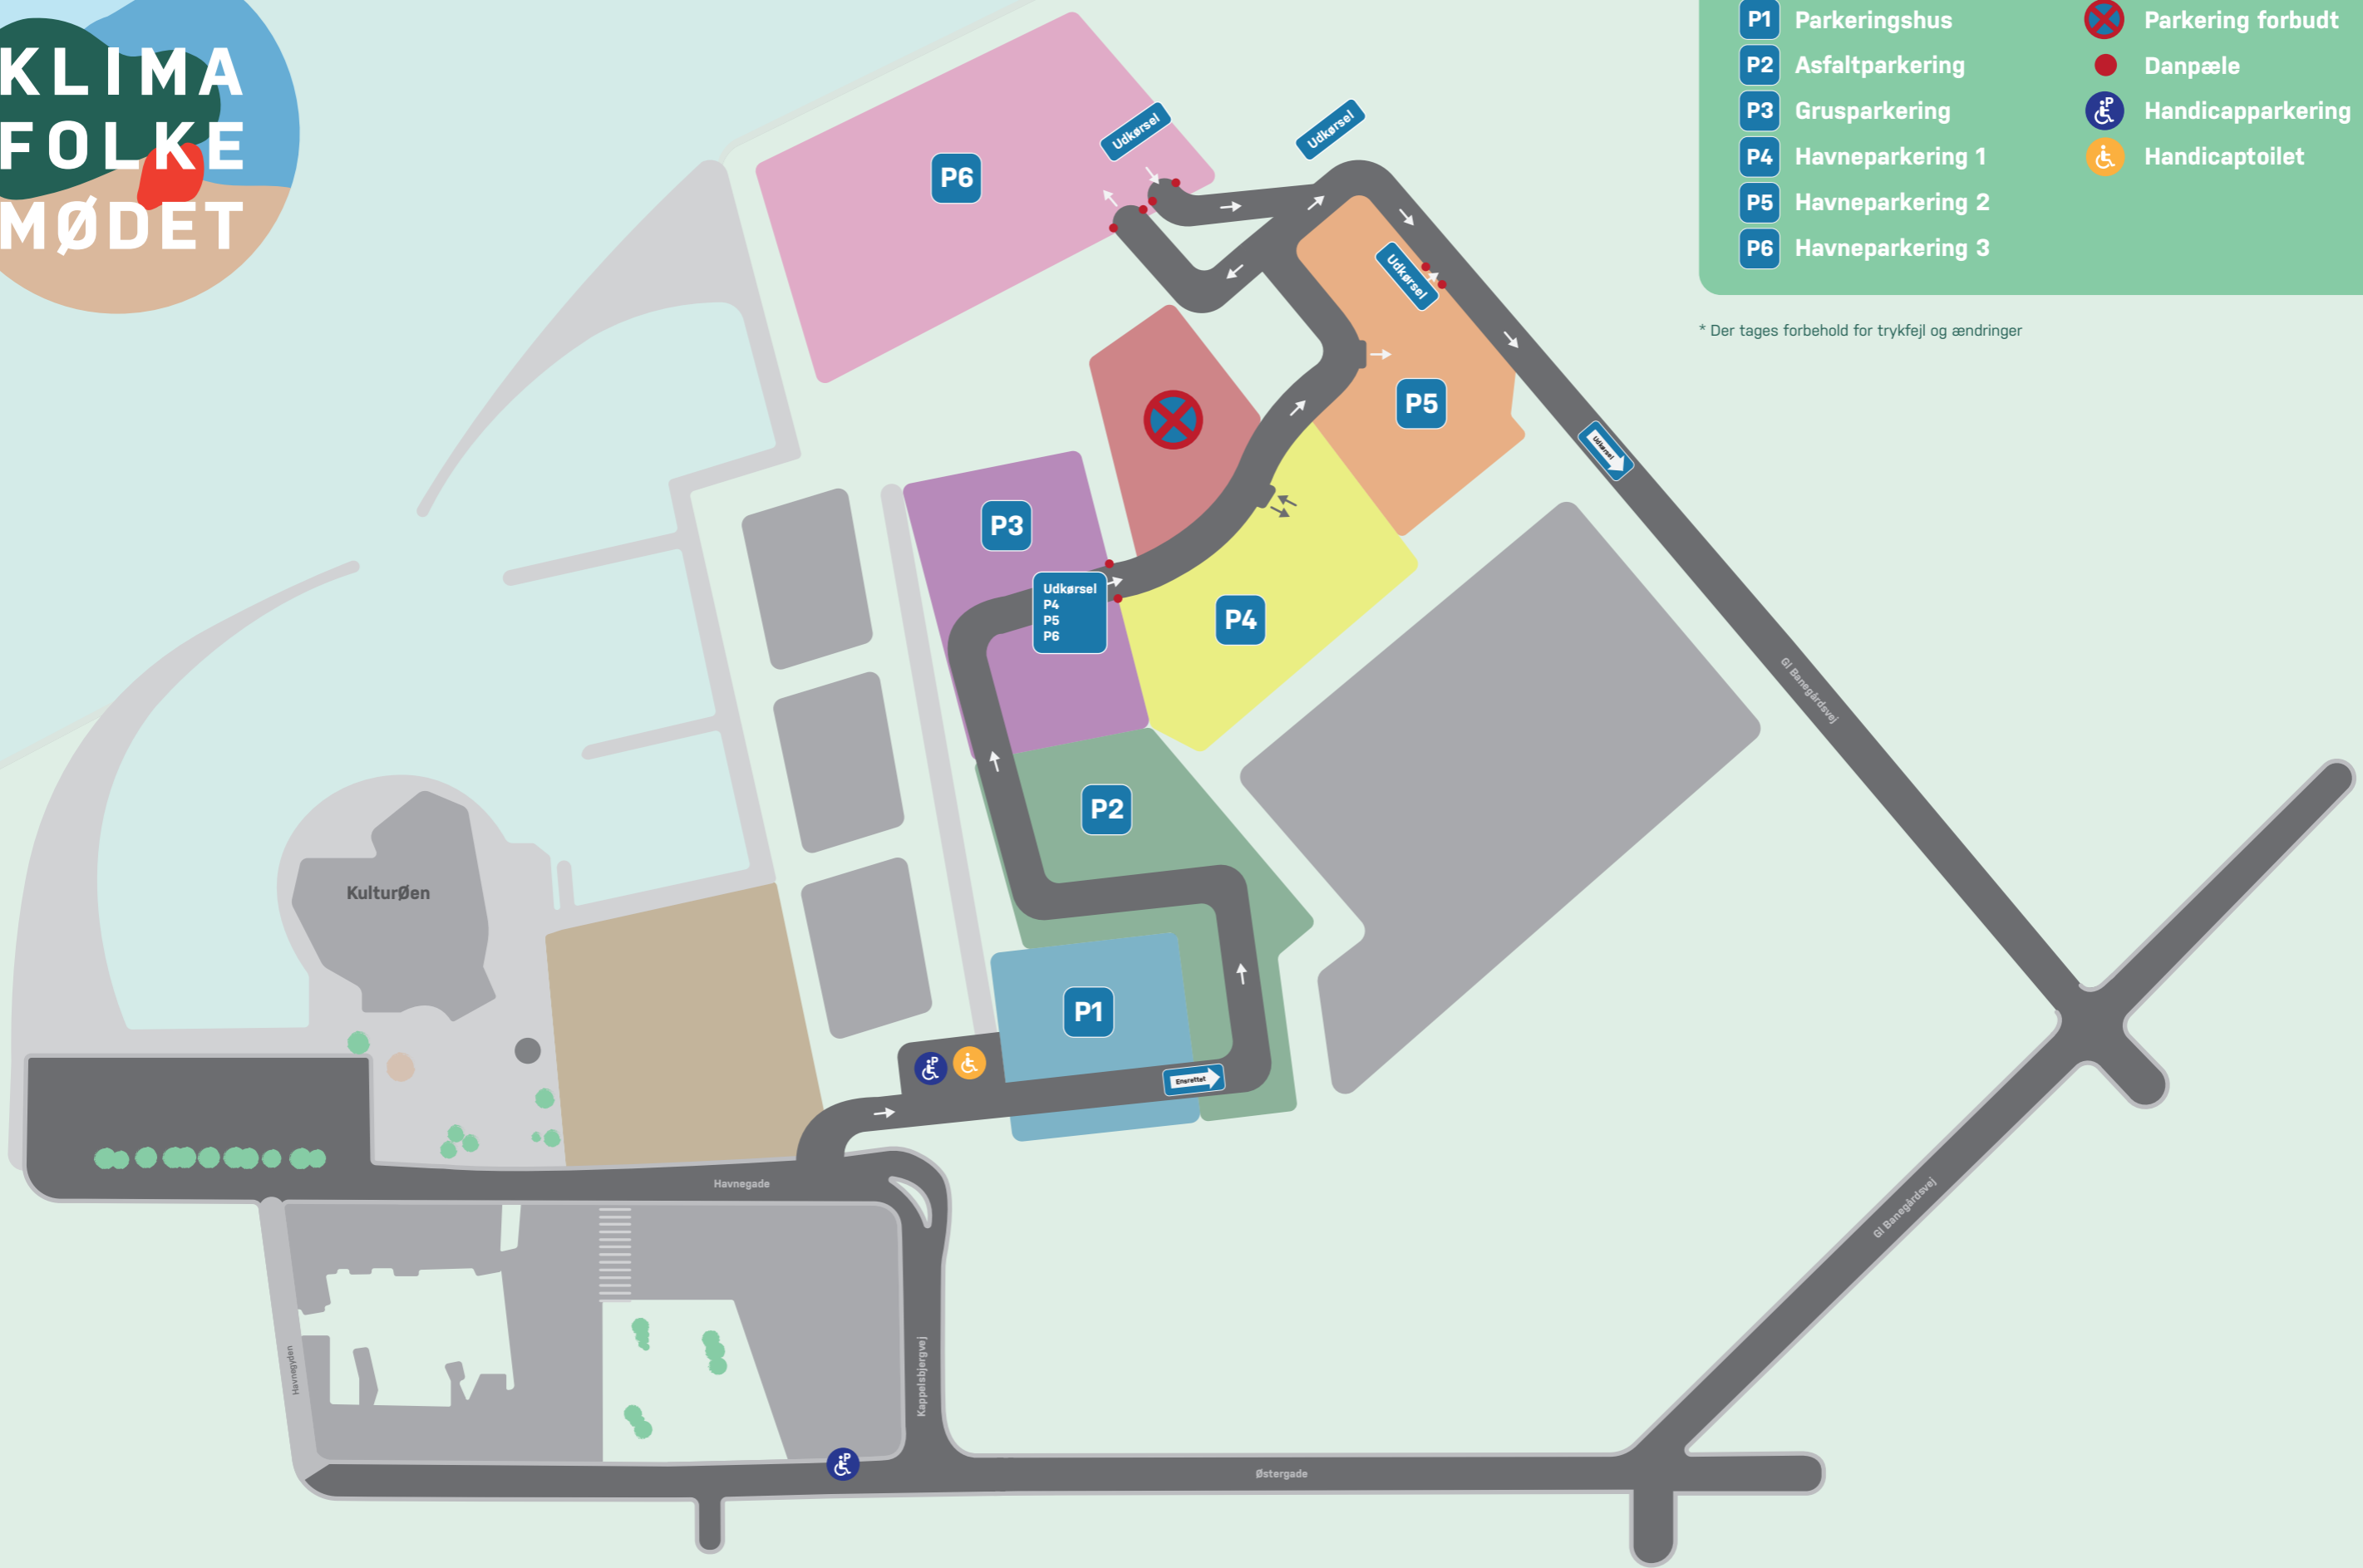 KLIMA
FOLKE
MØDET
P1 Parkeringshus
P2 Asfaltparkering
P3 Grusparkering
P4 Havneparkering 1
P5 Havneparkering 2
P6 Havneparkering 3
Parkering forbudt
Danpæle
P Handicapparkering
Handicaptoilet
* Der tages forbehold for trykfejl og ændringer
Udkørsel
Udkørsel
P6
Udkørsel
P5
Udkørsel
P3
Udkørsel
P4
P5
P6
P4
Gl Banegårdsvej
P2
KulturØen
P1
P
Ensrettet
Havnegade
Gl Banegårdsvej
Havnegyden
Kappelsbjergvej
P
Østergade